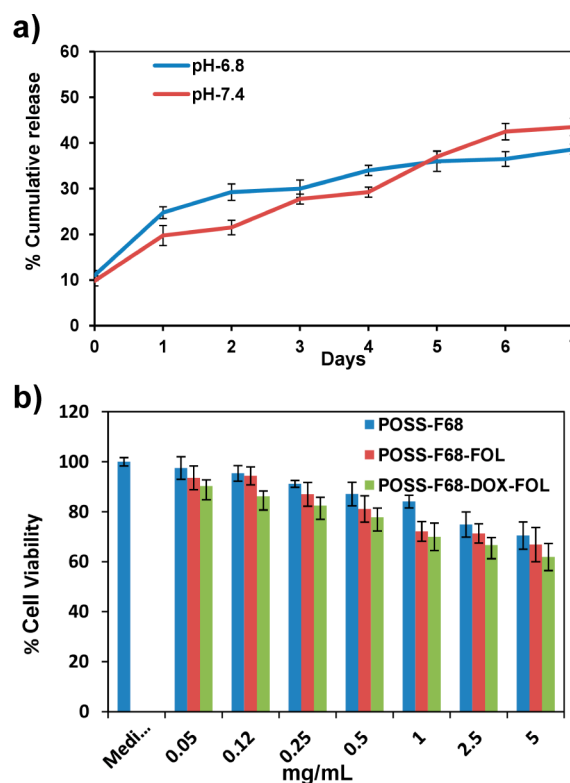 a)
60
50
40
30
20
10
0
% Cumulative release
pH-6.8
pH-7.4
0 1 2 3 4 5 6
Days
b)
120
100
80
60
40
20
0
% Cell Viability
POSS-F68
POSS-F68-FOL
POSS-F68-DOX-FOL
Medi... 0.05 0.12 0.25 0.5 1 2.5 5
mg/mL